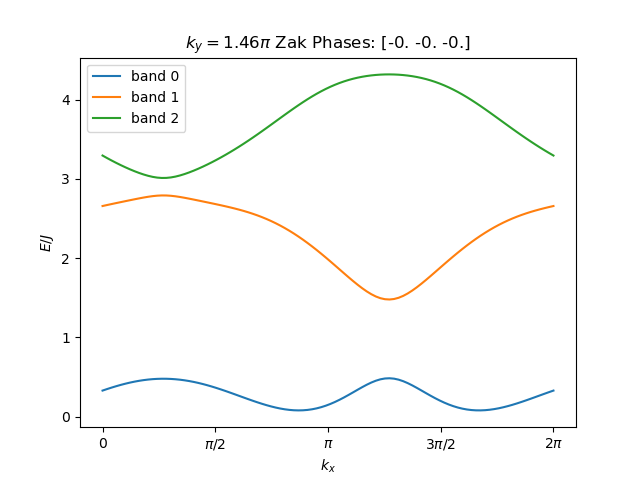 k_y = 1.46π Zak Phases: [-0. -0. -0.]
band 0
band 1
band 2
E/J
4
3
2
1
0
0 π/2 π 3π/2 2π
k_x